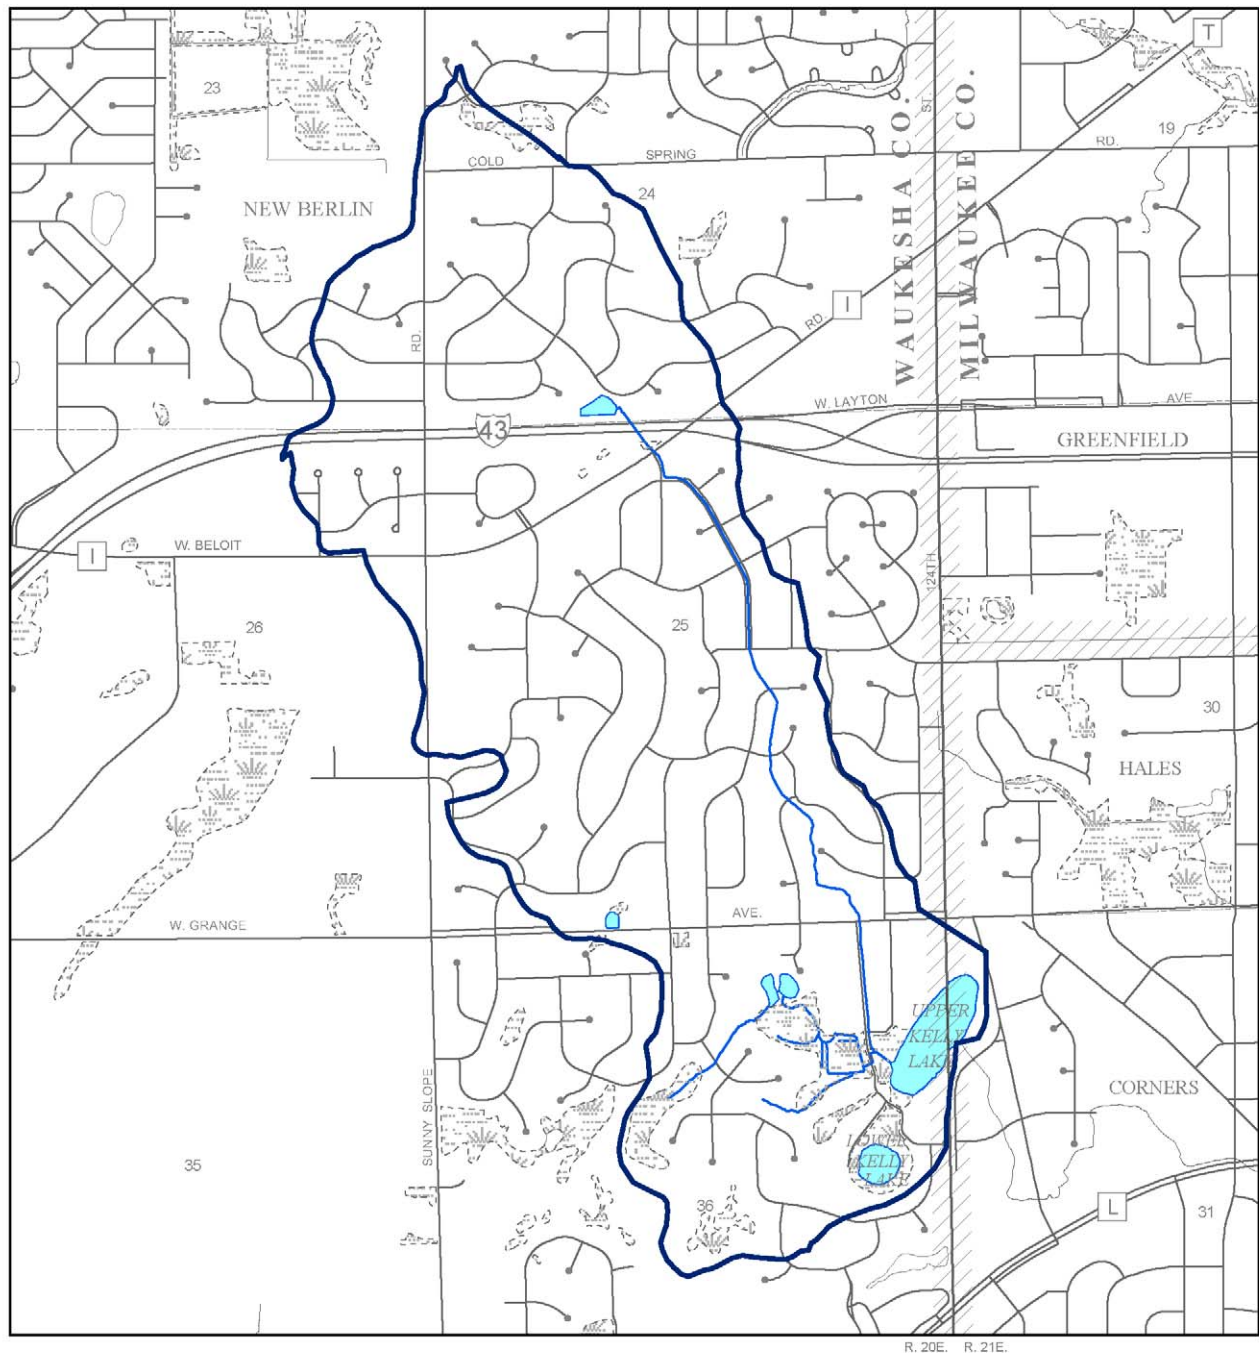 T
23
19
COLD
SPRING
RD.
24
NEW BERLIN
WAUKESHA CO.
ST.
MILWAUKEE CO.
I
RD.
RD.
W. LAYTON
AVE
43
GREENFIELD
W. BELOIT
I
124TH
26
25
30
HALES
W. GRANGE
AVE.
UPPER
KELLY
LAKE
SUNNY SLOPE
CORNERS
LOWER
KELLY
LAKE
35
36
L
31
R. 20E.
R. 21E.